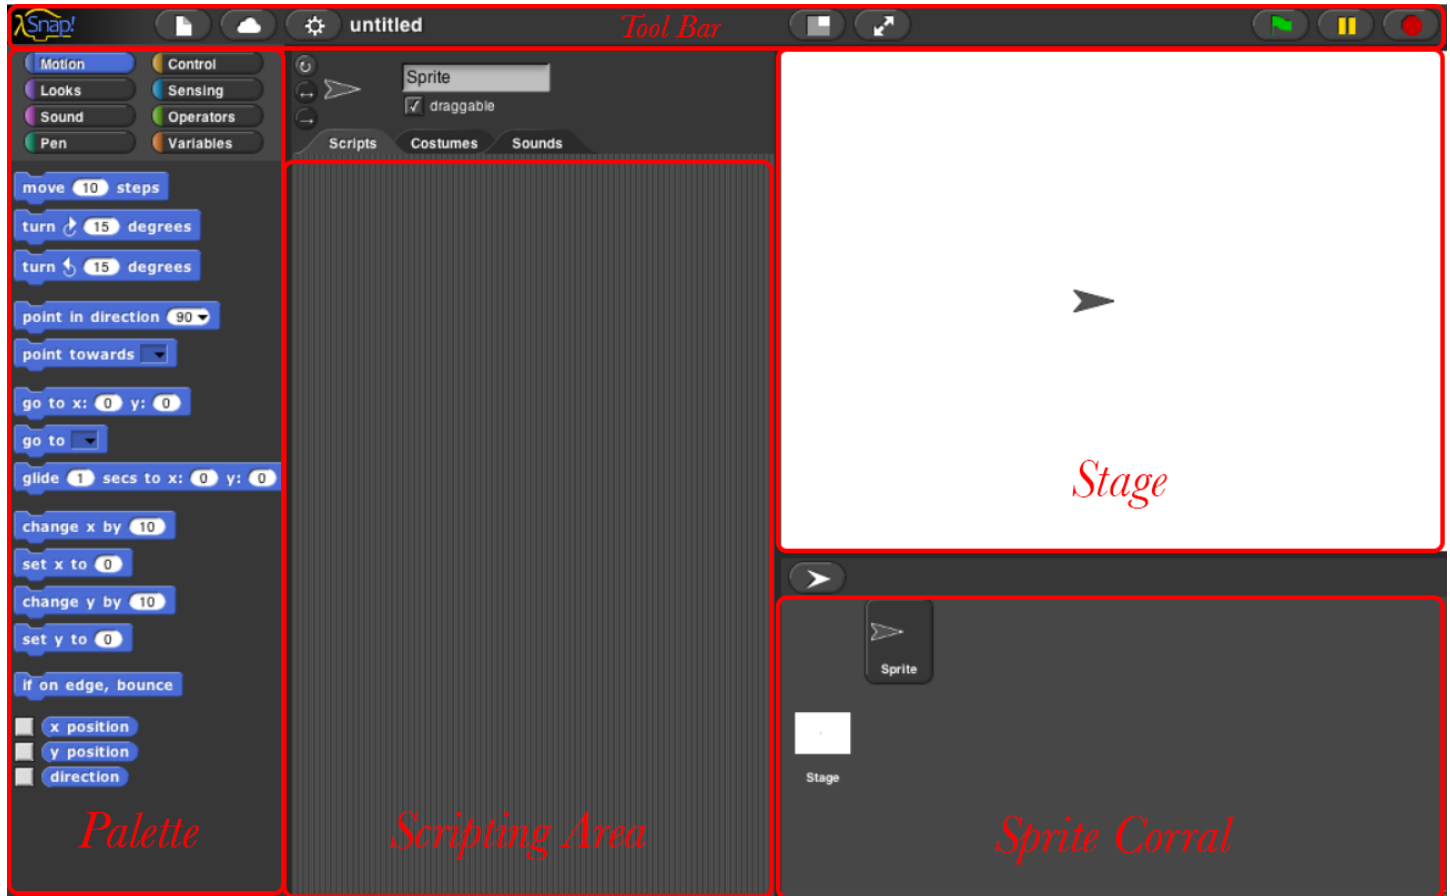 λSnap! untitled Tool Bar
Motion Control
Looks Sensing
Sound Operators
Pen Variables
move 10 steps
turn 15 degrees
turn 15 degrees
point in direction 90
point towards
go to x: 0 y: 0
go to
glide 1 secs to x: 0 y: 0
change x by 10
set x to 0
change y by 10
set y to 0
if on edge, bounce
x position
y position
direction
Palette
Sprite
draggable
Scripts Costumes Sounds
Scripting Area
Stage
Sprite
Stage
Sprite Corral